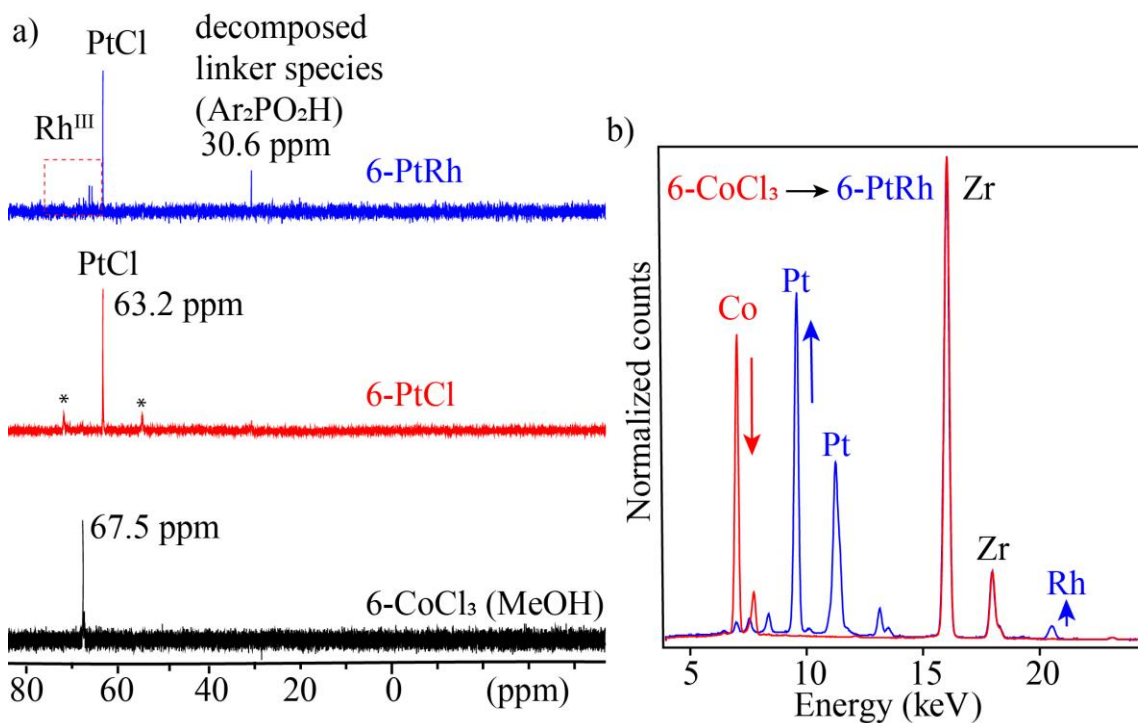 a)
PtCl
decomposed
linker species
(Ar₂PO₂H)
30.6 ppm
Rhᴵᴵᴵ
6-PtRh
PtCl
63.2 ppm
*
*
6-PtCl
67.5 ppm
6-CoCl₃ (MeOH)
80 60 40 20 0 (ppm)
b)
6-CoCl₃ → 6-PtRh
Zr
Pt
Co
Pt
Zr
Rh
Normalized counts
5 10 15 20
Energy (keV)